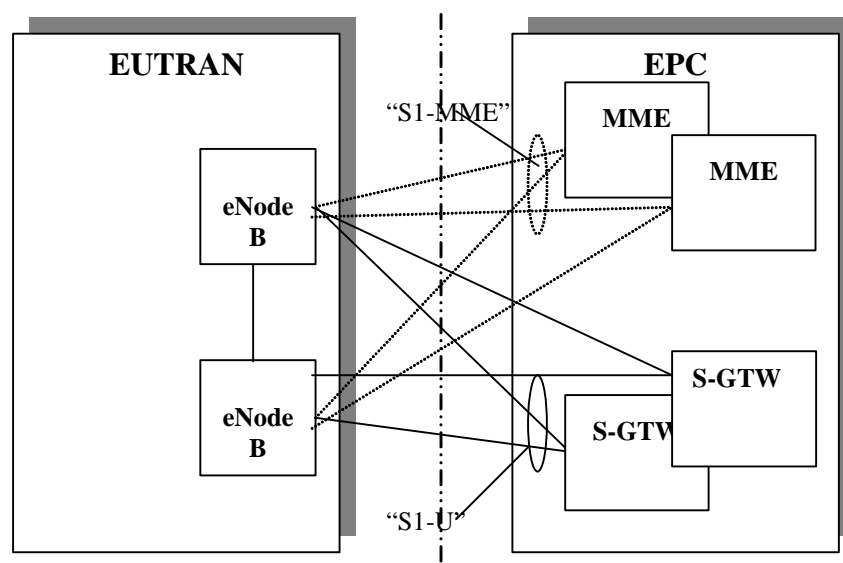 EUTRAN
EPC
“S1-MME”
MME
MME
eNode
B
eNode
B
S-GTW
S-GTW
“S1-U”